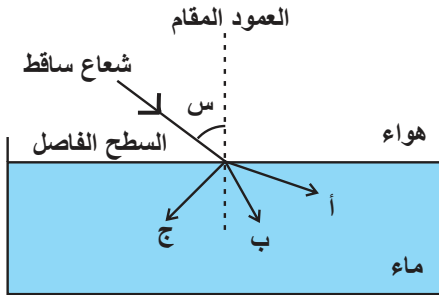 العمود المقام
شعاع ساقط
س
هواء
السطح الفاصل
أ
ب
ج
ماء